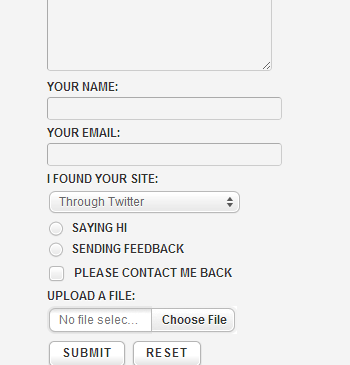 YOUR NAME:
YOUR EMAIL:
I FOUND YOUR SITE:
Through Twitter
SAYING HI
SENDING FEEDBACK
PLEASE CONTACT ME BACK
UPLOAD A FILE:
No file selec... Choose File
SUBMIT RESET